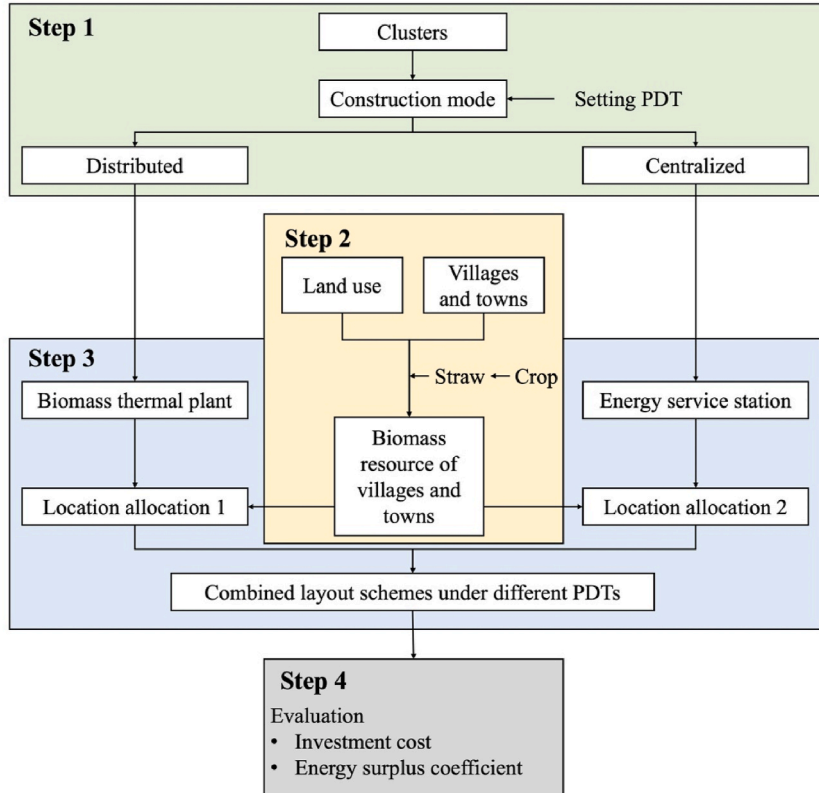 Step 1
Clusters
Construction mode
Setting PDT
Distributed
Centralized
Step 2
Land use
Villages
and towns
Straw
Crop
Step 3
Biomass thermal plant
Energy service station
Biomass
resource of
villages and
towns
Location allocation 1
Location allocation 2
Combined layout schemes under different PDTs
Step 4
Evaluation
• Investment cost
• Energy surplus coefficient